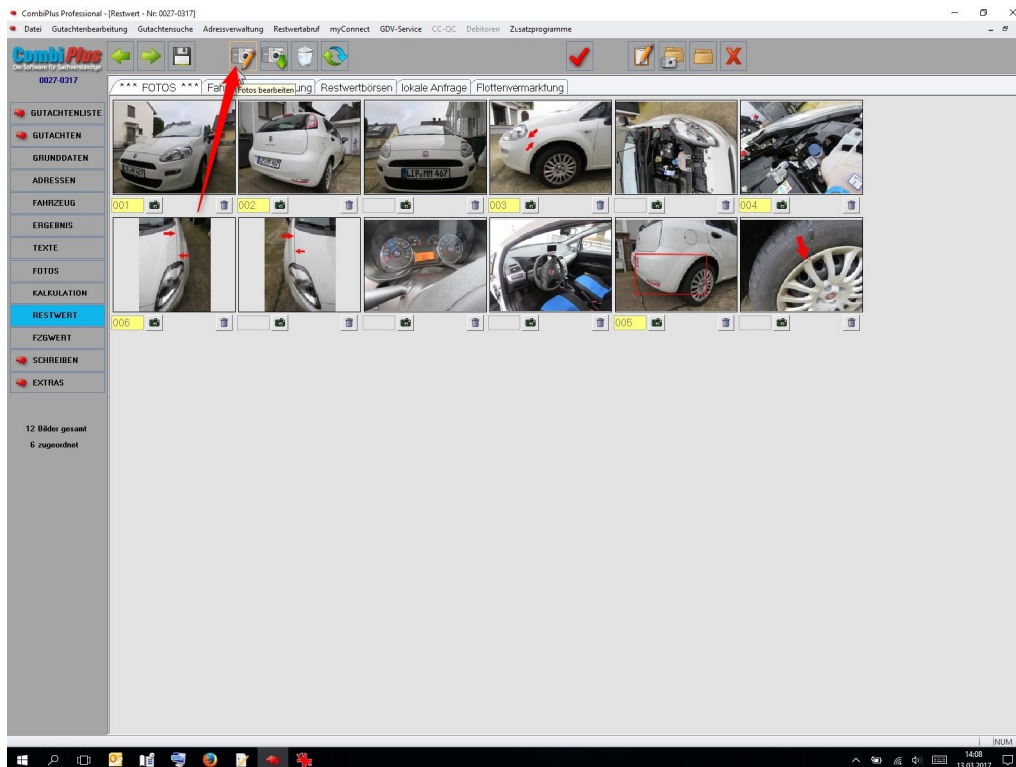 CombiPlus Professional - [Restwert - Nr. 0027-0317]
Datei Gutachtenbearbeitung Gutachtensuche Adressverwaltung Restwertabruf myConnect GDV-Service CC-QC Debitoren Zusatzprogramme
CombiPlus
Die Software für Sachverständige
0027-0317
*** FOTOS *** Fah ung Restwertbörsen lokale Anfrage Flottenvermarktung
Fotos bearbeiten
GUTACHTENLISTE
GUTACHTEN
GRUNDDATEN
ADRESSEN
FAHRZEUG
ERGEBNIS
TEXTE
FOTOS
KALKULATION
RESTWERT
FZGWERT
SCHREIBEN
EXTRAS
12 Bilder gesamt
6 zugeordnet
LIP MM 467
001 002 003 004
006 005
NUM
14:08
13.03.2017